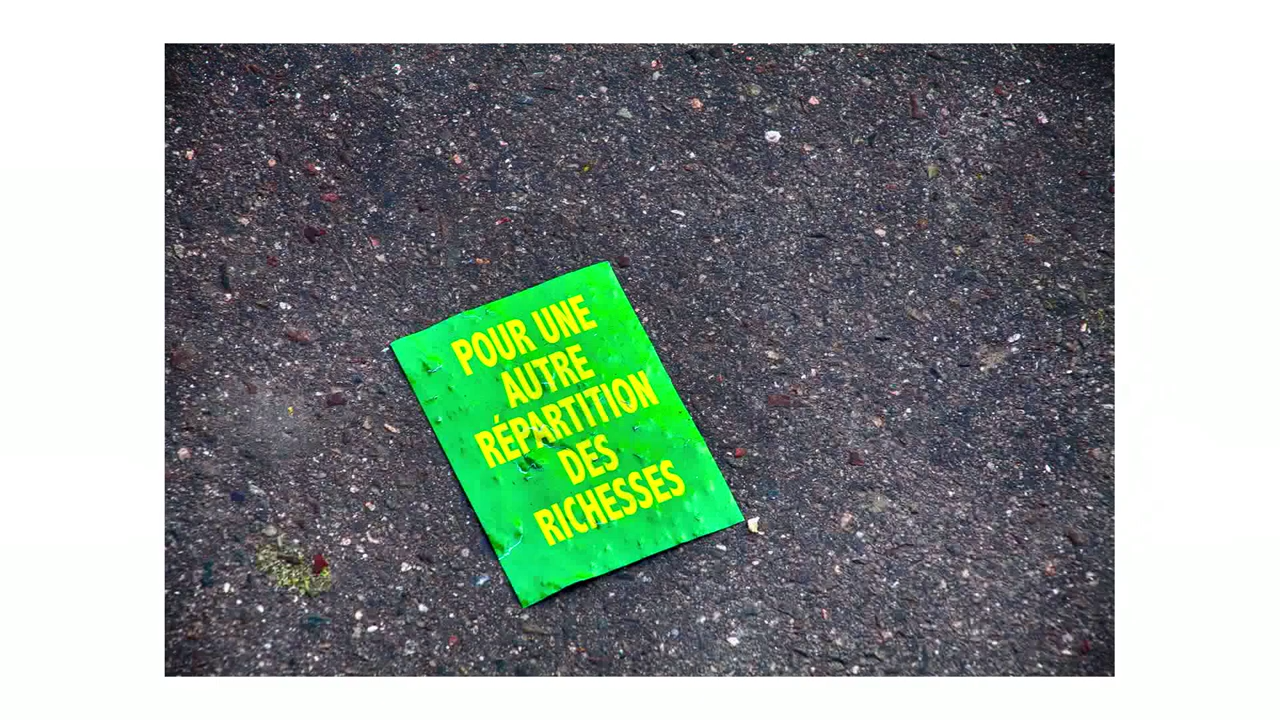 POUR UNE
AUTRE
RÉPARTITION
DES
RICHESSES